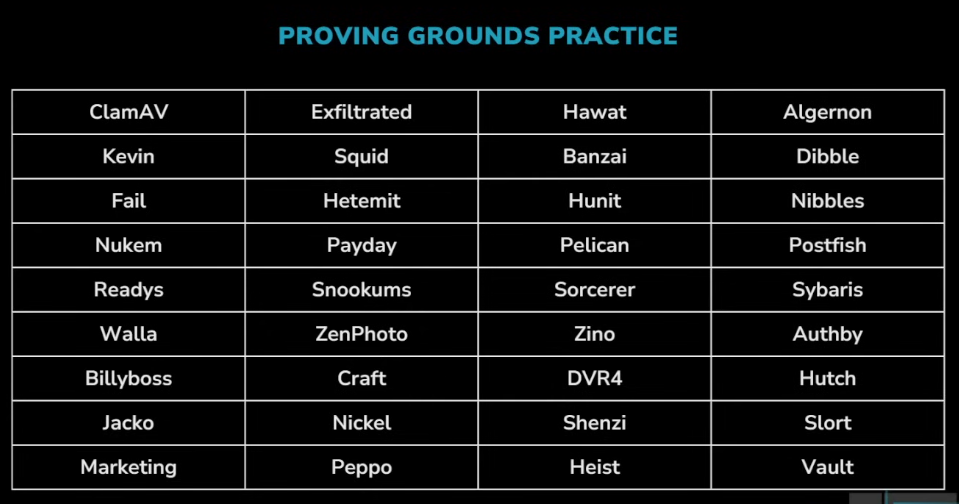 PROVING GROUNDS PRACTICE
ClamAV Exfiltrated Hawat Algernon
Kevin Squid Banzai Dibble
Fail Hetemit Hunit Nibbles
Nukem Payday Pelican Postfish
Readys Snookums Sorcerer Sybaris
Walla ZenPhoto Zino Authby
Billyboss Craft DVR4 Hutch
Jacko Nickel Shenzi Slort
Marketing Peppo Heist Vault